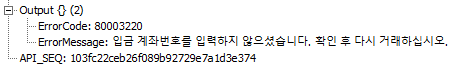 Output {} (2)
ErrorCode: 80003220
ErrorMessage: 입금 계좌번호를 입력하지 않으셨습니다. 확인 후 다시 거래하십시오.
API_SEQ: 103fc22ceb26f089b92729e7a1d3e374